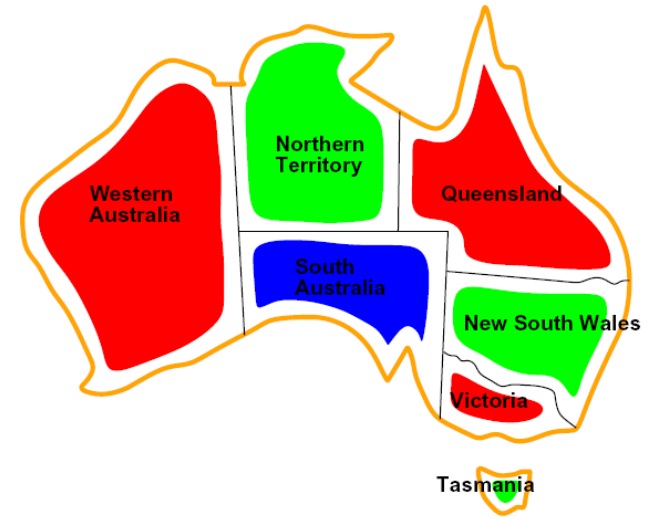 Northern
Territory
Western
Australia
Queensland
South
Australia
New South Wales
Victoria
Tasmania